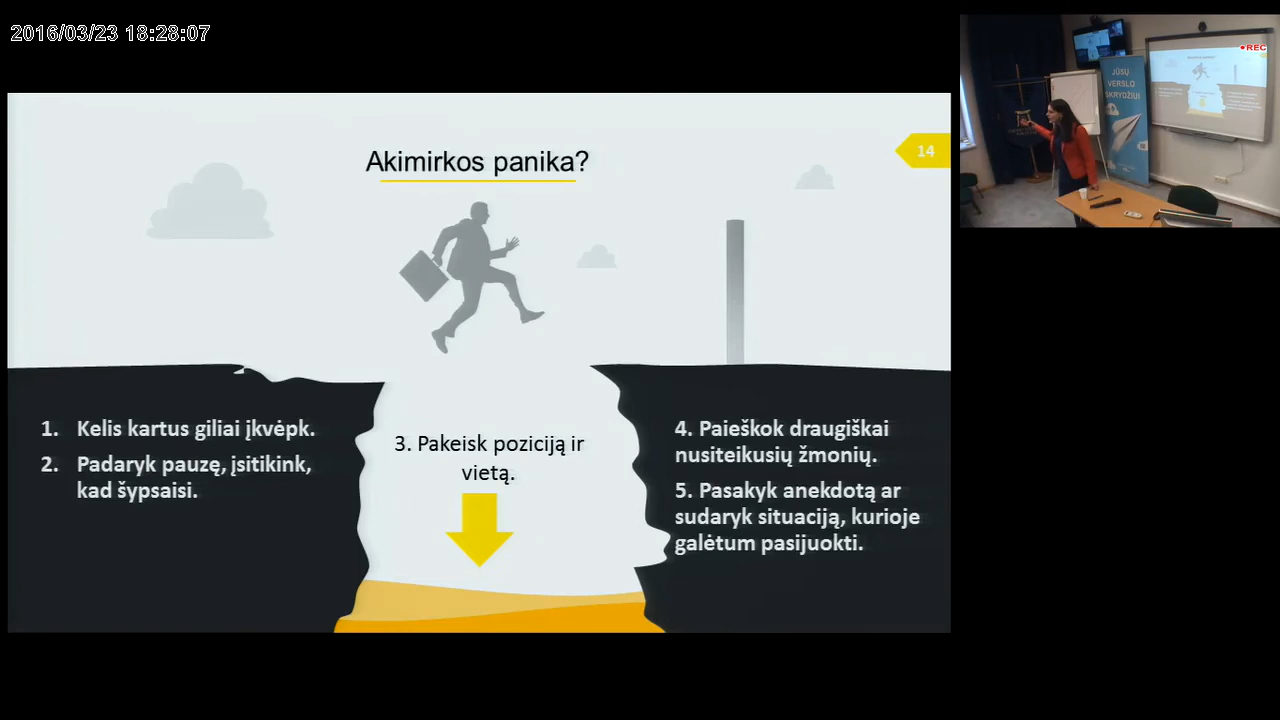 2016/03/23 18:28:07
Akimirkos panika?
14
1. Kelis kartus giliai įkvėpk.
2. Padaryk pauzę, įsitikink,
kad šypsaisi.
3. Pakeisk poziciją ir
vietą.
4. Paieškok draugiškai
nusiteikusių žmonių.
5. Pasakyk anekdotą ar
sudaryk situaciją, kurioje
galėtum pasijuokti.
REC
JŪSŲ
VERSLO
SKRYDŽIUI